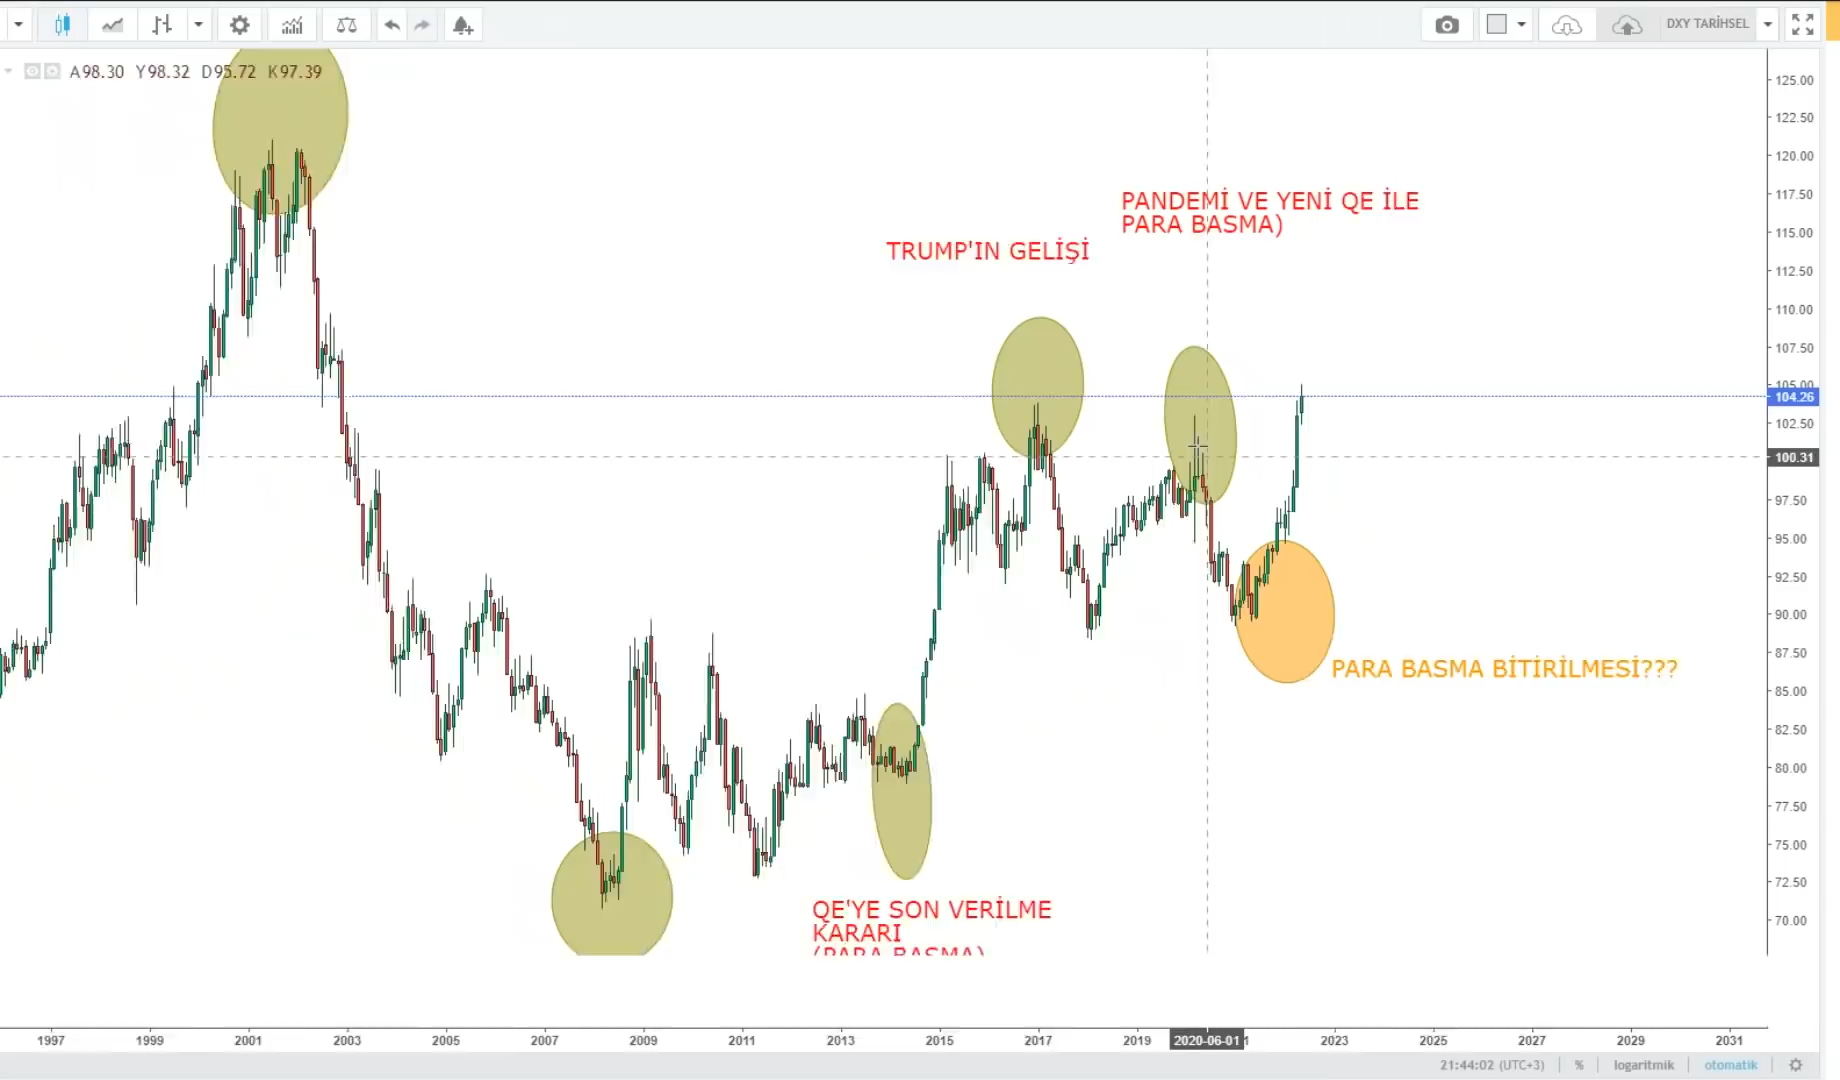 DXY TARİHSEL
A98.30 Y98.32 D95.72 K97.39
125.00
122.50
120.00
117.50
115.00
112.50
110.00
107.50
105.00
104.26
102.50
100.31
97.50
95.00
92.50
90.00
87.50
85.00
82.50
80.00
77.50
75.00
72.50
70.00
PANDEMİ VE YENİ QE İLE
PARA BASMA)
TRUMP'IN GELİŞİ
PARA BASMA BİTİRİLMESİ???
QE'YE SON VERİLME
KARARI
(PARA BASMA)
1997 1999 2001 2003 2005 2007 2009 2011 2013 2015 2017 2019 2020-06-01 1 2023 2025 2027 2029 2031
21:44:02 (UTC+3) % logaritmik otomatik